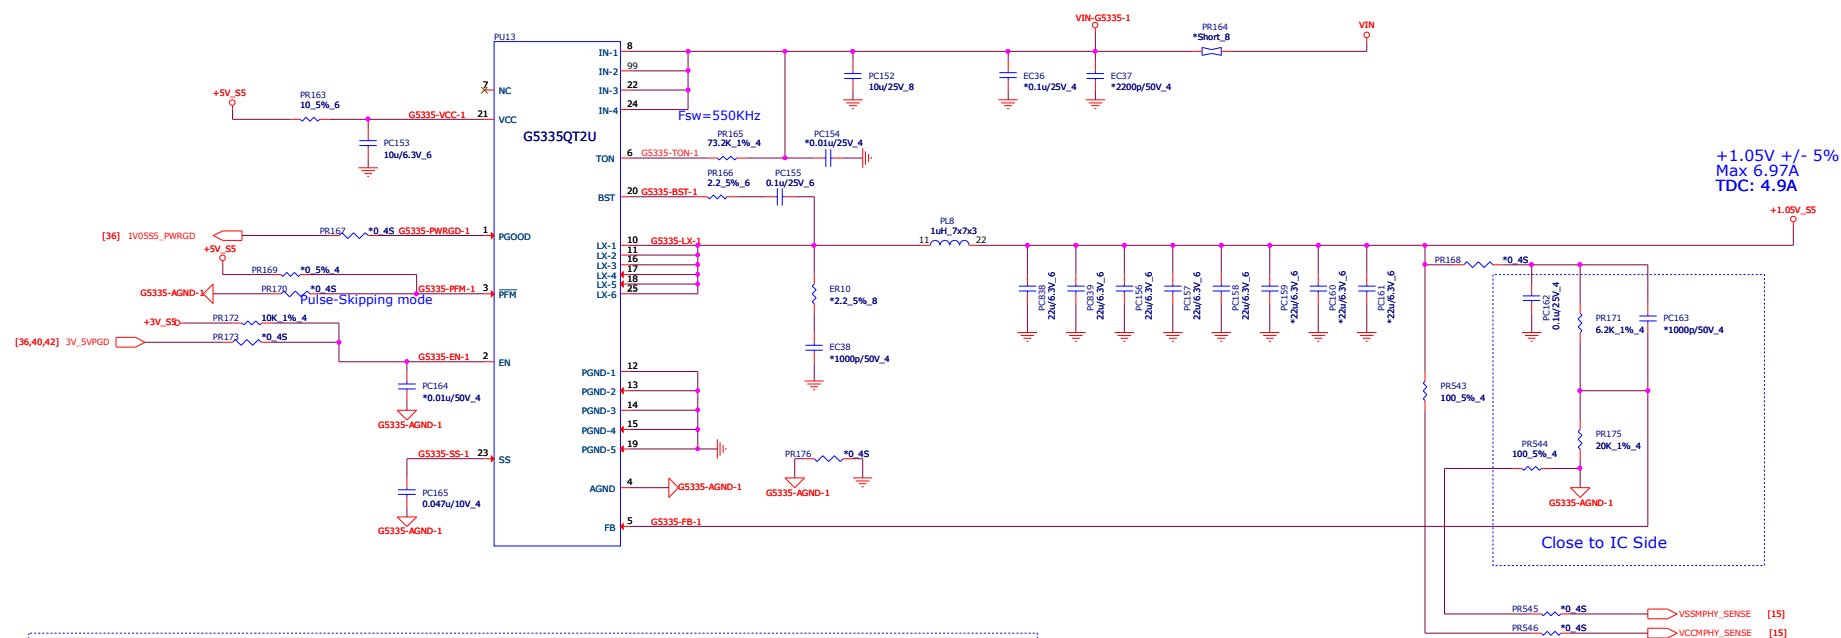 VIN-G5335-1
VIN
PR164
*Short_8
PU13
IN-1 8
IN-2 99
IN-3 22
IN-4 24
7 NC
+5V_S5
PR163
10_5%_6
G5335-VCC-1 21 VCC
PC153
10u/6.3V_6
G5335QT2U
PC152
10u/25V_8
EC36
*0.1u/25V_4
EC37
*2200p/50V_4
Fsw=550KHz
TON 6 G5335-TON-1
PR165
73.2K_1%_4
PC154
*0.01u/25V_4
BST 20 G5335-BST-1
PR166
2.2_5%_6
PC155
0.1u/25V_6
+1.05V +/- 5%
Max 6.97A
TDC: 4.9A
+1.05V_S5
[36] 1V05S5_PWRGD
PR167 *0_4S G5335-PWRGD-1 1 PGOOD
+5V_S5
PR169 *0_5%_4
G5335-AGND-1
PR170 *0_4S G5335-PFM-1 3 PFM
Pulse-Skipping mode
LX-1 10 G5335-LX-1
LX-2 11
LX-3 16
LX-4 17
LX-5 18
LX-6 25
PL8
1uH_7x7x3
11 22
ER10
*2.2_5%_8
EC38
*1000p/50V_4
PC838
22u/6.3V_6
PC839
22u/6.3V_6
PC156
22u/6.3V_6
PC157
22u/6.3V_6
PC158
22u/6.3V_6
PC159
*22u/6.3V_6
PC160
*22u/6.3V_6
PC161
*22u/6.3V_6
PR168 *0_4S
PC162
0.1u/25V_4
PR171
6.2K_1%_4
PC163
*1000p/50V_4
+3V_S5
PR172 10K_1%_4
[36,40,42] 3V_5VPGD
PR173 *0_4S
G5335-EN-1 2 EN
PC164
*0.01u/50V_4
G5335-AGND-1
PGND-1 12
PGND-2 13
PGND-3 14
PGND-4 15
PGND-5 19
PR543
100_5%_4
PR544
100_5%_4
PR175
20K_1%_4
G5335-AGND-1
G5335-SS-1 23 SS
PC165
0.047u/10V_4
G5335-AGND-1
PR176 *0_4S
G5335-AGND-1
AGND 4 G5335-AGND-1
FB 5 G5335-FB-1
Close to IC Side
PR545 *0_4S VSSMPHY_SENSE [15]
PR546 *0_4S VCCMPHY_SENSE [15]